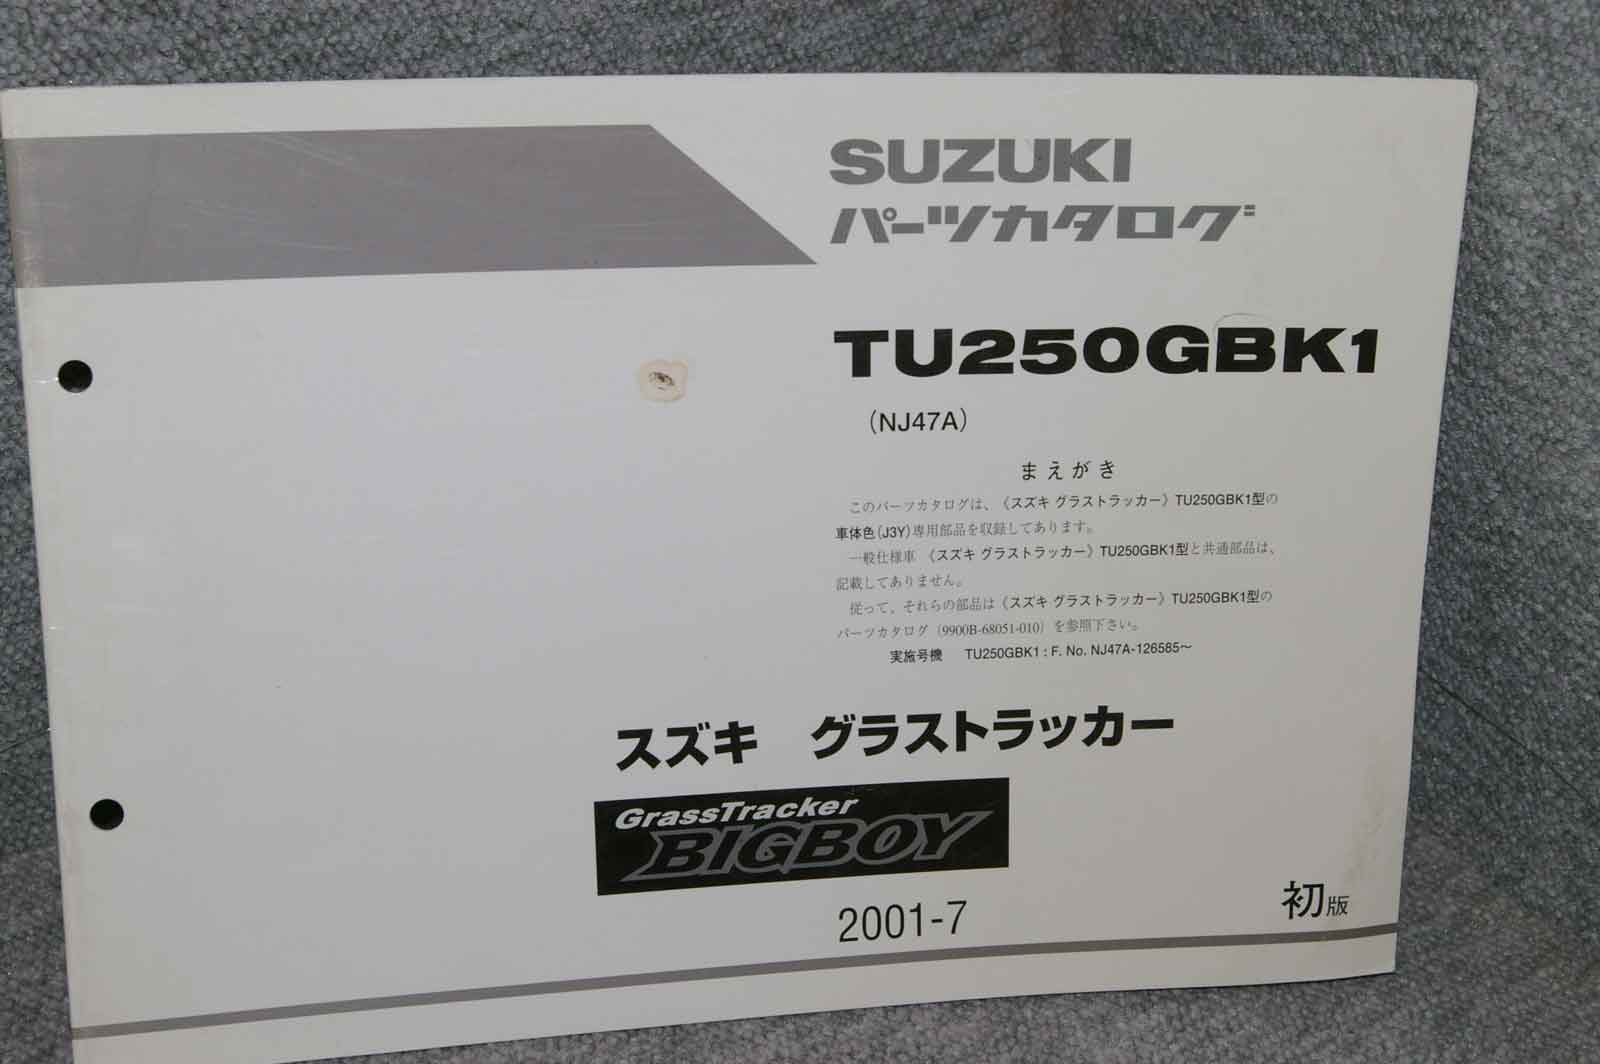 SUZUKI
パーツカタログ
TU250GBK1
（NJ47A）
まえがき
このパーツカタログは、《スズキ グラストラッカー》TU250GBK1型の
車体色（J3Y）専用部品を収録してあります。
一般仕様車 《スズキ グラストラッカー》TU250GBK1型と共通部品は、
記載してありません。
従って、それらの部品は《スズキ グラストラッカー》TU250GBK1型の
パーツカタログ（9900B-68051-010）を参照下さい。
実施号機 TU250GBK1 : F. No. NJ47A-126585〜
スズキ グラストラッカー
GrassTracker
BIGBOY
2001-7
初版